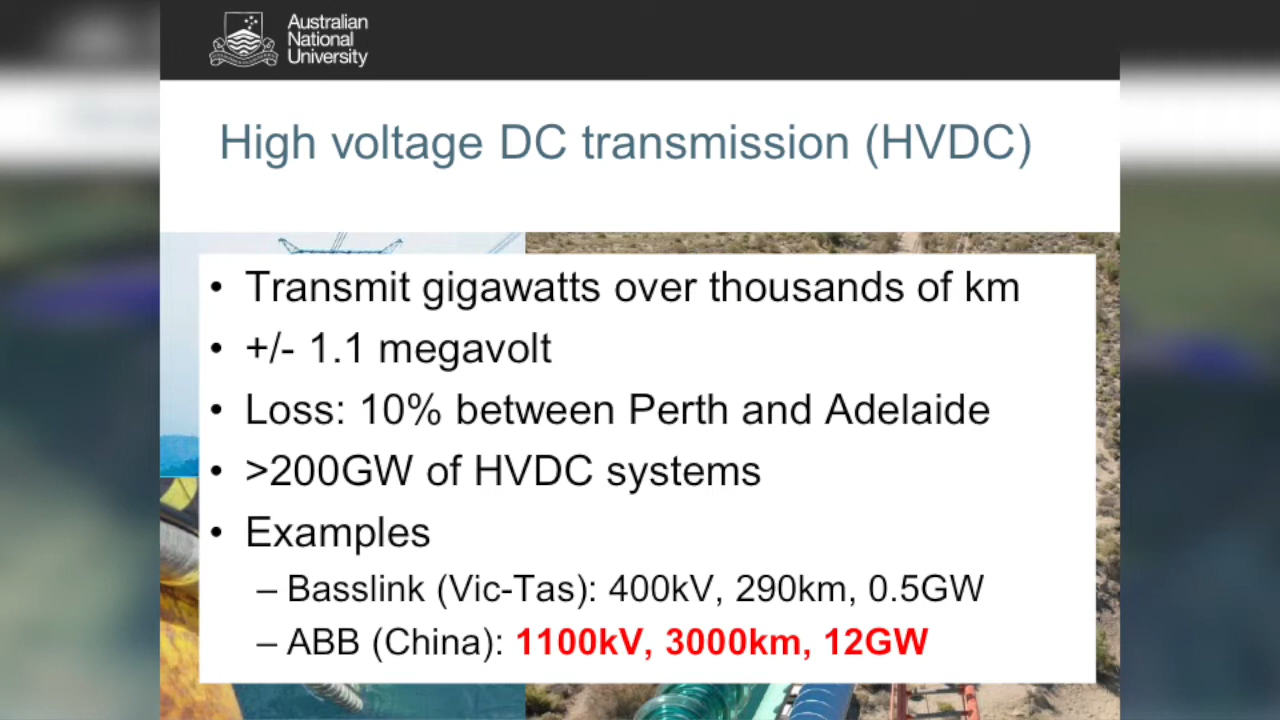 Australian
National
University
High voltage DC transmission (HVDC)
• Transmit gigawatts over thousands of km
• +/- 1.1 megavolt
• Loss: 10% between Perth and Adelaide
• >200GW of HVDC systems
• Examples
– Basslink (Vic-Tas): 400kV, 290km, 0.5GW
– ABB (China): 1100kV, 3000km, 12GW